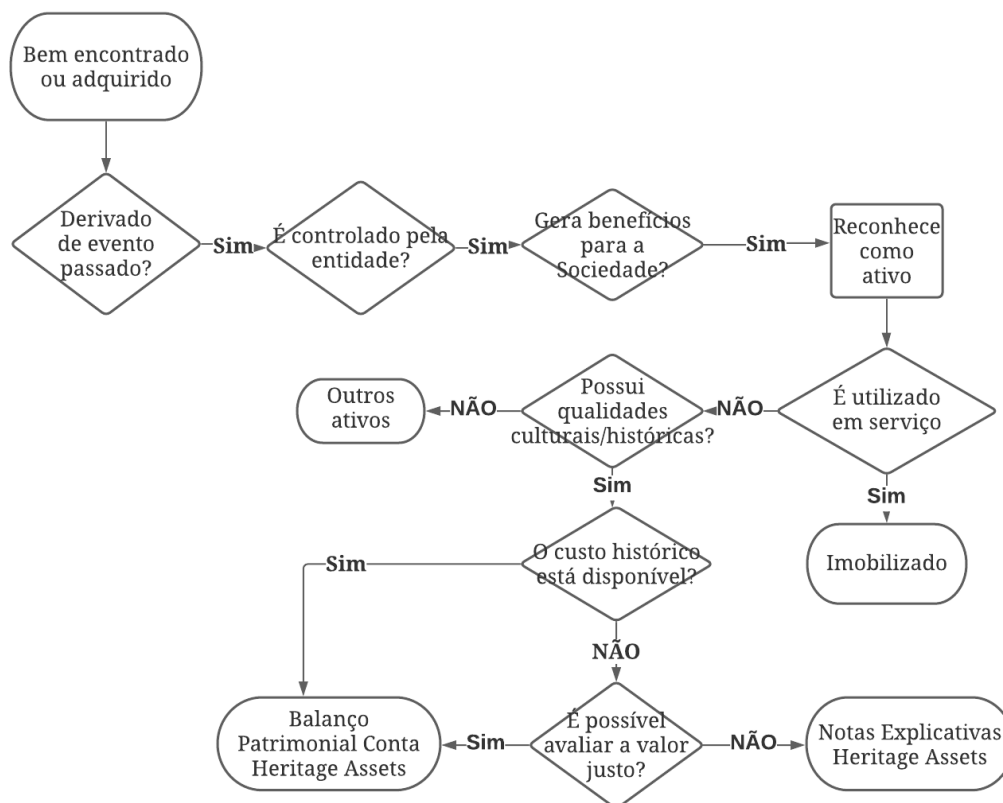 Bem encontrado
ou adquirido
Derivado
de evento
passado?
Sim
É controlado pela
entidade?
Sim
Gera benefícios
para a
Sociedade?
Sim
Reconhece
como
ativo
É utilizado
em serviço
NÃO
Possui
qualidades
culturais/históricas?
NÃO
Outros
ativos
Sim
Sim
Imobilizado
O custo histórico
está disponível?
Sim
NÃO
É possível
avaliar a valor
justo?
Sim
Balanço
Patrimonial Conta
Heritage Assets
NÃO
Notas Explicativas
Heritage Assets